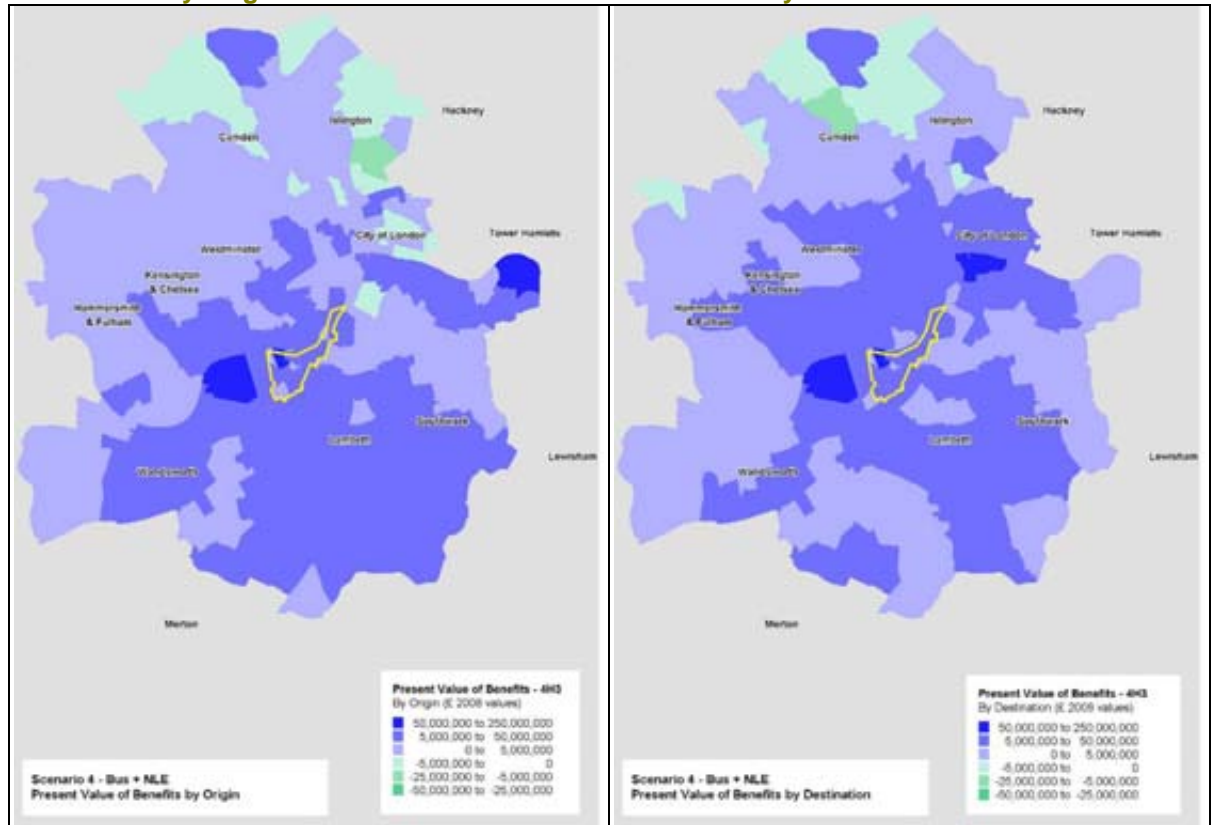 Hackney
Islington
Camden
City of London
Tower Hamlets
Westminster
Kensington
& Chelsea
Hammersmith
& Fulham
Southwark
Lambeth
Lewisham
Wandsworth
Merton
Present Value of Benefits - 4H3
By Origin (£ 2008 values)
50,000,000 to 250,000,000
5,000,000 to 50,000,000
0 to 5,000,000
-5,000,000 to 0
-25,000,000 to -5,000,000
-50,000,000 to -25,000,000
Scenario 4 - Bus + NLE
Present Value of Benefits by Origin
Hackney
Islington
Camden
City of London
Tower Hamlets
Westminster
Kensington
& Chelsea
Hammersmith
& Fulham
Southwark
Lambeth
Lewisham
Wandsworth
Merton
Present Value of Benefits - 4H3
By Destination (£ 2008 values)
50,000,000 to 250,000,000
5,000,000 to 50,000,000
0 to 5,000,000
-5,000,000 to 0
-25,000,000 to -5,000,000
-50,000,000 to -25,000,000
Scenario 4 - Bus + NLE
Present Value of Benefits by Destination